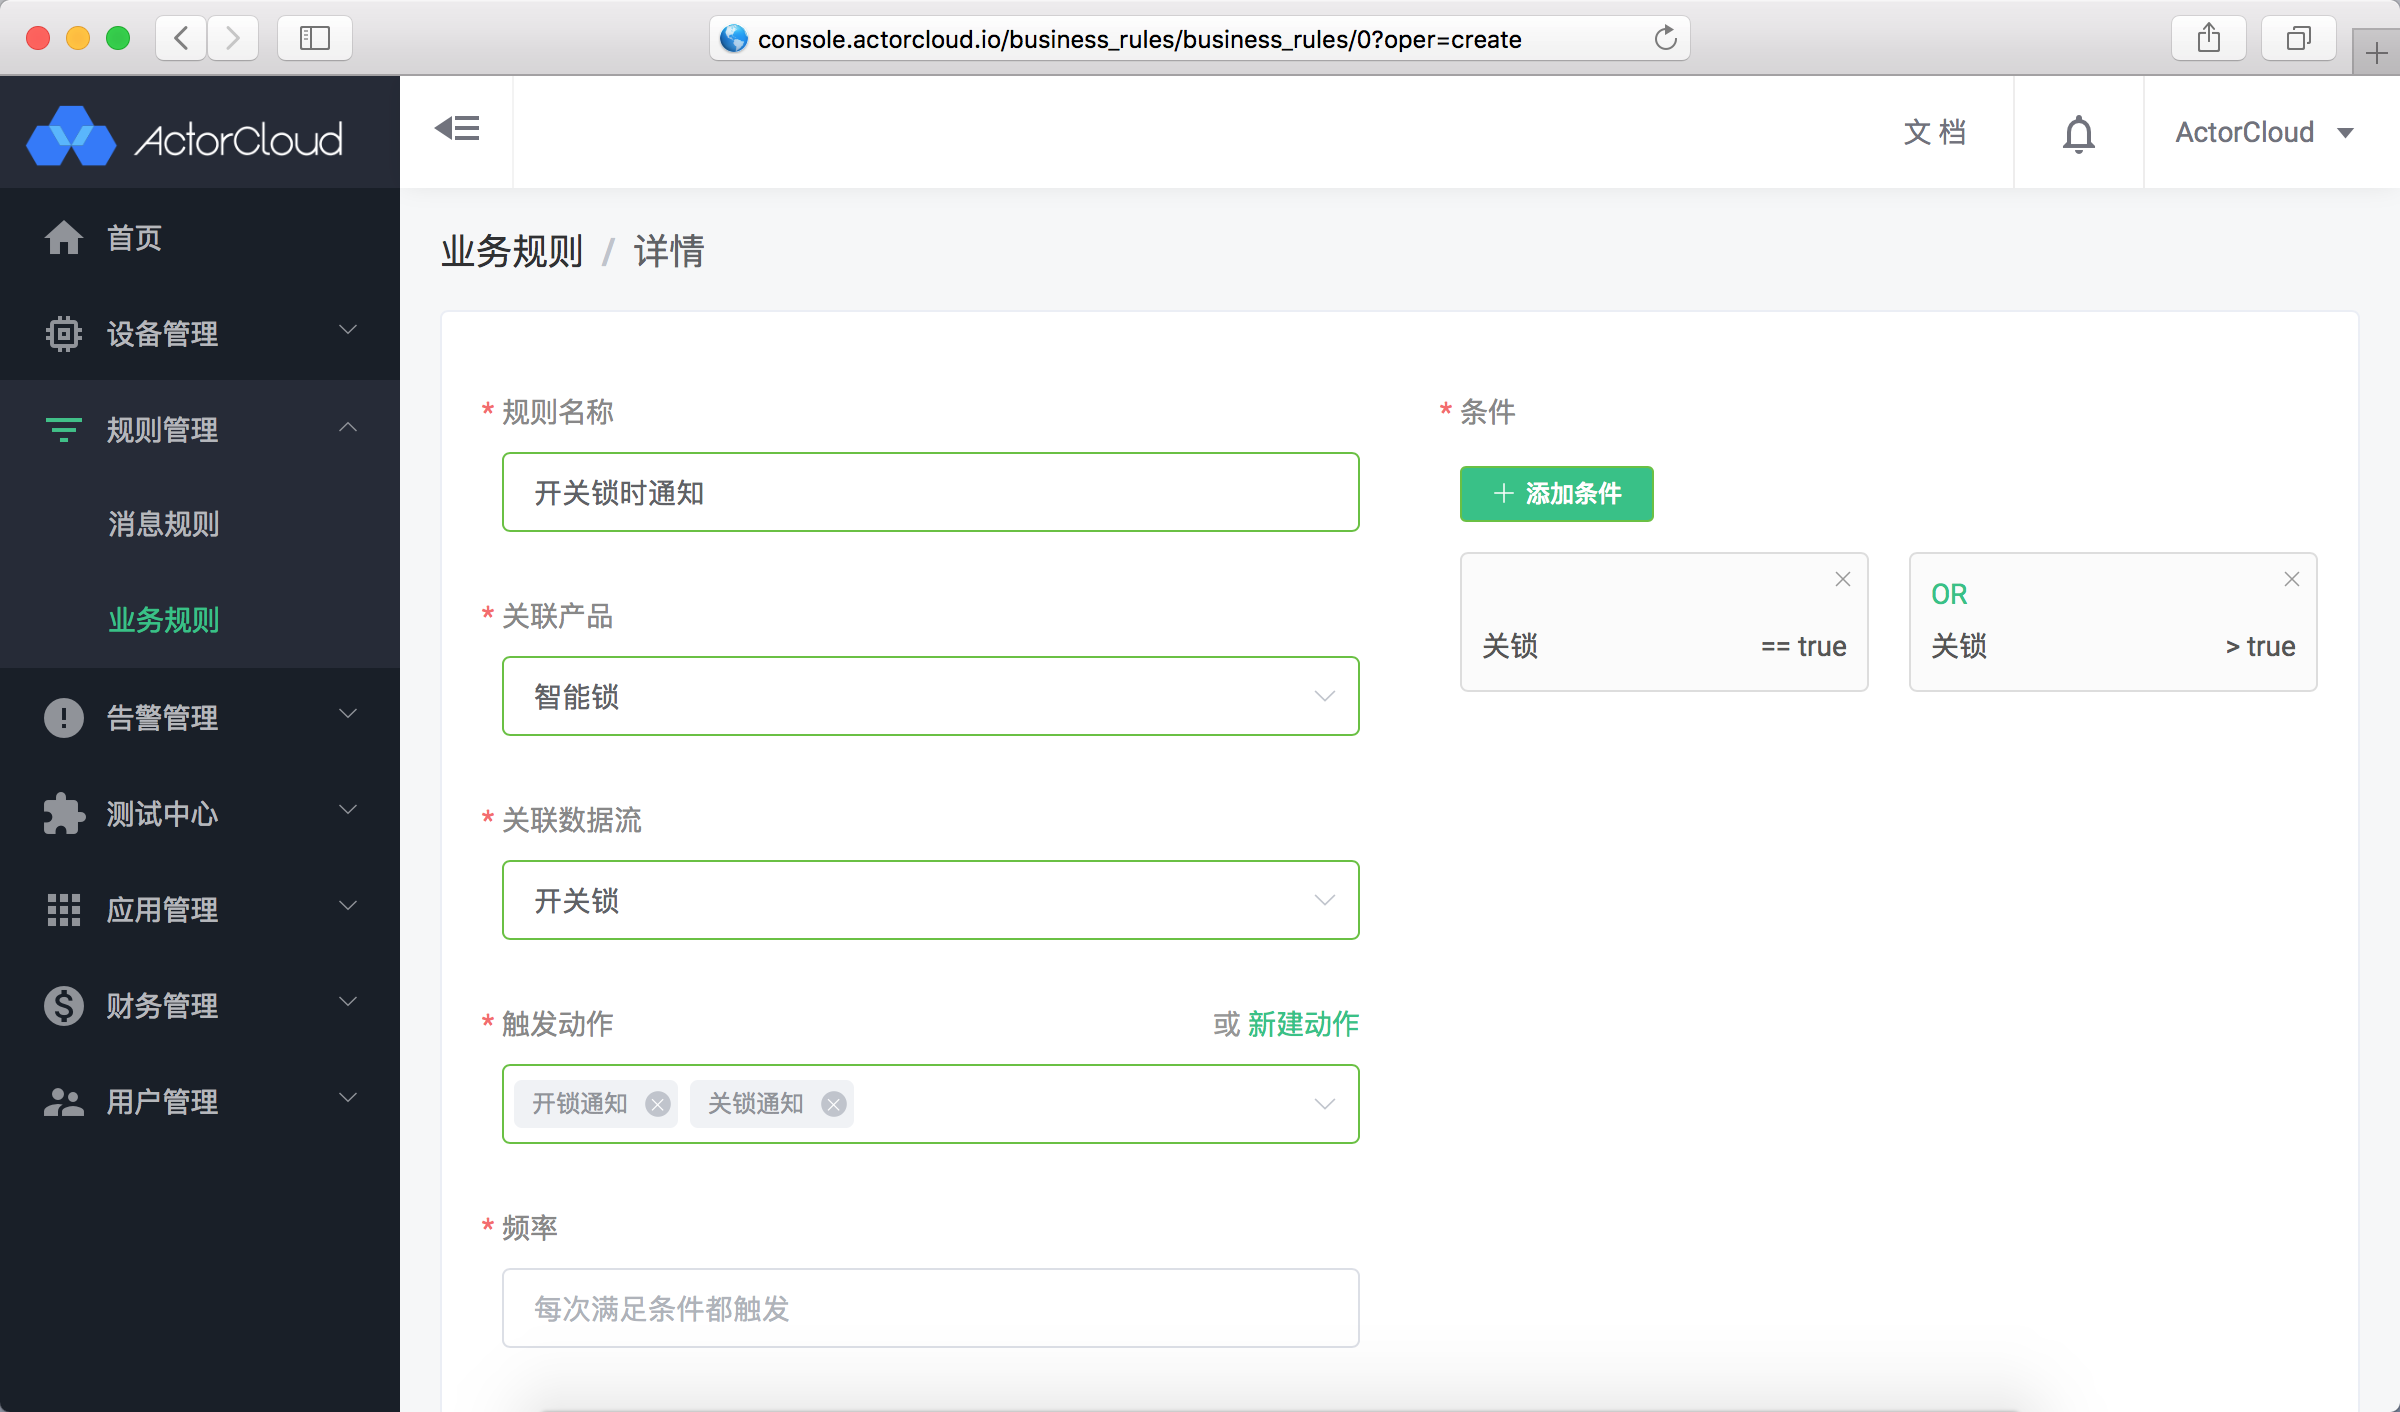 console.actorcloud.io/business_rules/business_rules/0?oper=create
ActorCloud
文 档
ActorCloud
首页
设备管理
规则管理
消息规则
业务规则
告警管理
测试中心
应用管理
财务管理
用户管理
业务规则 / 详情
* 规则名称
开关锁时通知
* 关联产品
智能锁
* 关联数据流
开关锁
* 触发动作
或 新建动作
开锁通知
关锁通知
* 频率
每次满足条件都触发
* 条件
+ 添加条件
关锁 == true
OR
关锁 > true